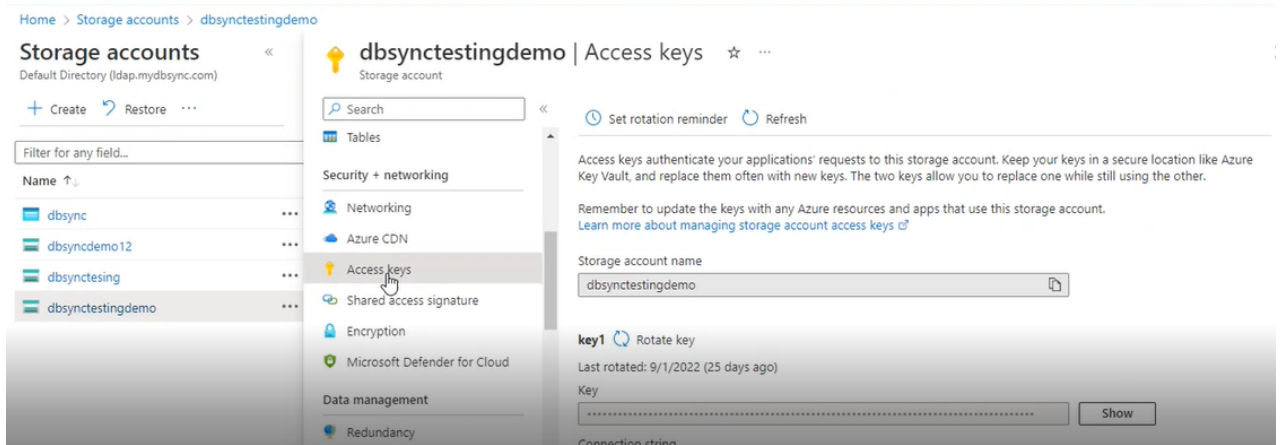 Home > Storage accounts > dbsynctestingdemo
Storage accounts
Default Directory (ldap.mydbsync.com)
Create Restore
Filter for any field...
Name
dbsync
dbsyncdemo12
dbsynctesing
dbsynctestingdemo
dbsynctestingdemo | Access keys
Storage account
Search
Tables
Security + networking
Networking
Azure CDN
Access keys
Shared access signature
Encryption
Microsoft Defender for Cloud
Data management
Redundancy
Set rotation reminder Refresh
Access keys authenticate your applications' requests to this storage account. Keep your keys in a secure location like Azure
Key Vault, and replace them often with new keys. The two keys allow you to replace one while still using the other.
Remember to update the keys with any Azure resources and apps that use this storage account.
Learn more about managing storage account access keys
Storage account name
dbsynctestingdemo
key1 Rotate key
Last rotated: 9/1/2022 (25 days ago)
Key
Show
Connection string